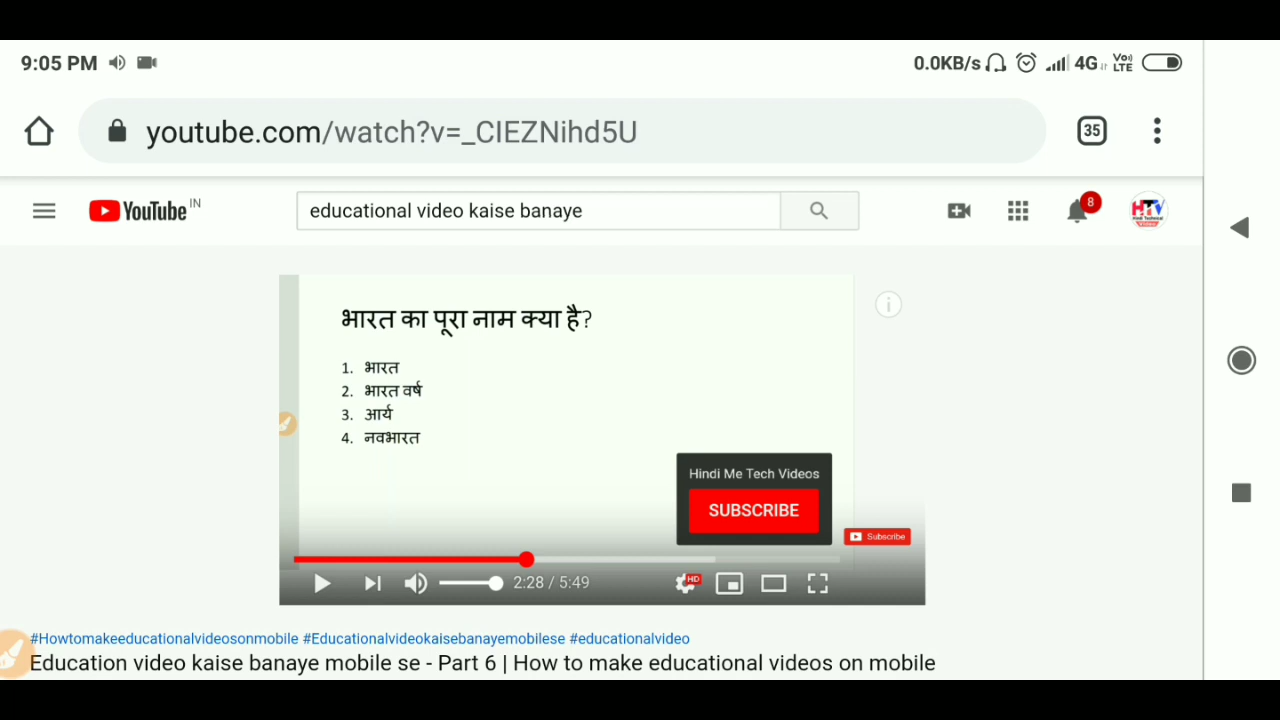 9:05 PM
0.0KB/s 4G Vo) LTE
youtube.com/watch?v=_CIEZNihd5U
35
YouTube IN
educational video kaise banaye
8
HTV
भारत का पूरा नाम क्या है?
1. भारत
2. भारत वर्ष
3. आर्य
4. नवभारत
Hindi Me Tech Videos
SUBSCRIBE
Subscribe
2:28 / 5:49
HD
#Howtomakeeducationalvideosonmobile #Educationalvideokaisebanayemobilese #educationalvideo
Education video kaise banaye mobile se - Part 6 | How to make educational videos on mobile